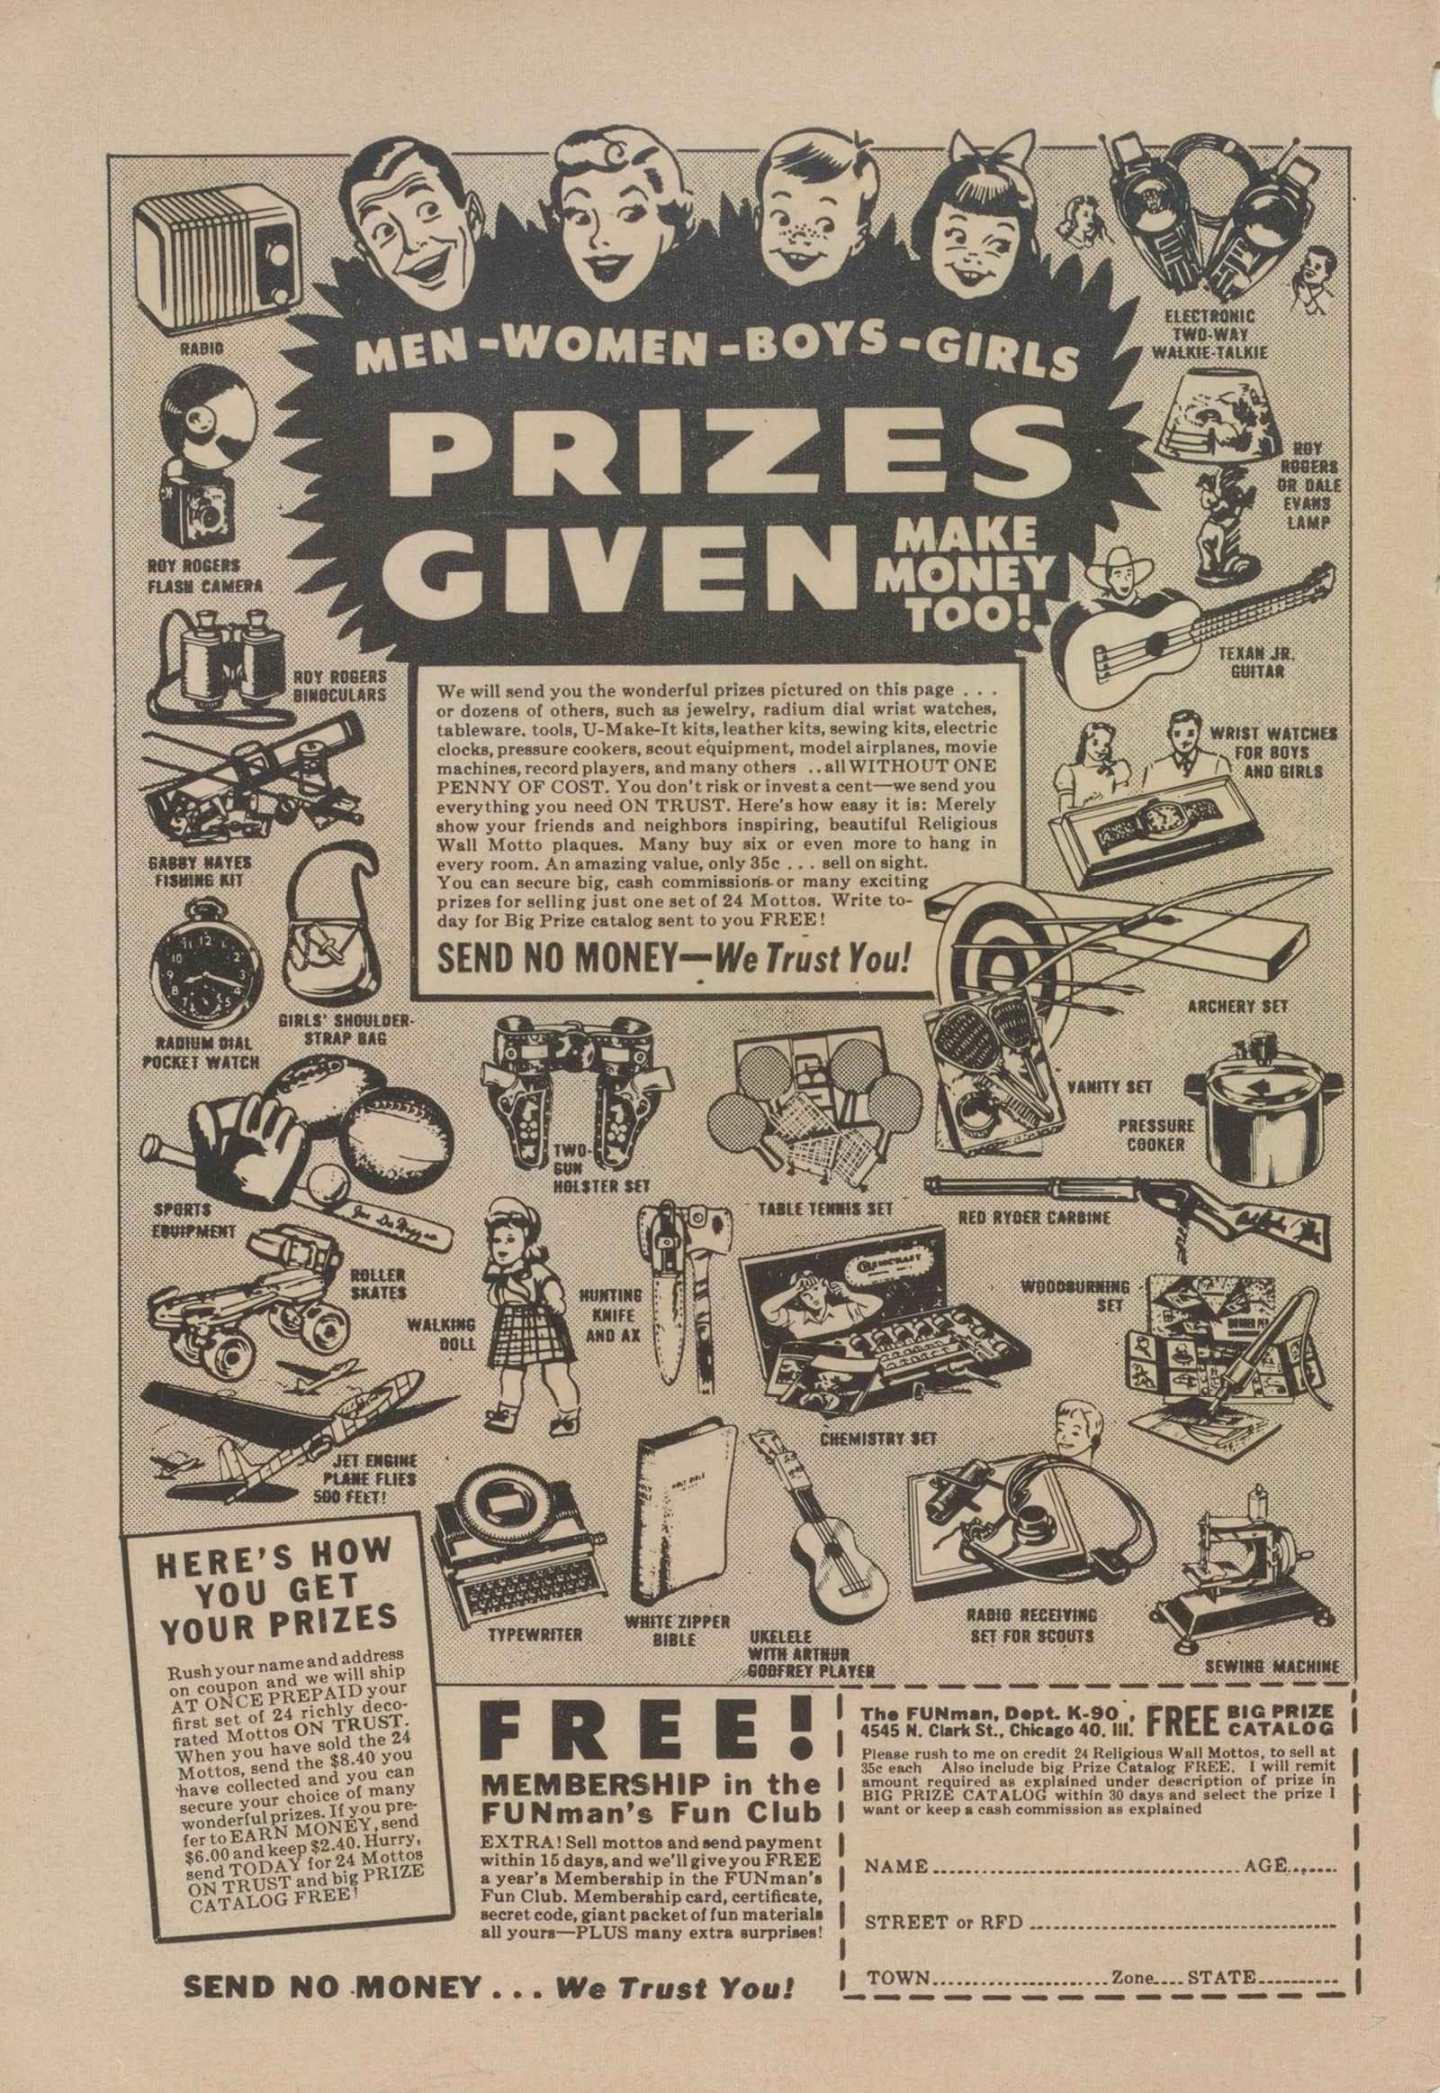 MEN-WOMEN-BOYS-GIRLS
PRIZES
GIVEN
MAKE
MONEY
TOO!
RADIO
ROY ROGERS
FLASH CAMERA
ROY ROGERS
BINOCULARS
GABBY HAYES
FISHING KIT
RADIUM DIAL
POCKET WATCH
GIRLS' SHOULDER-
STRAP BAG
ELECTRONIC
TWO-WAY
WALKIE-TALKIE
ROY
ROGERS
OR DALE
EVANS
LAMP
TEXAN JR.
GUITAR
WRIST WATCHES
FOR BOYS
AND GIRLS
We will send you the wonderful prizes pictured on this page . . .
or dozens of others, such as jewelry, radium dial wrist watches,
tableware. tools, U-Make-It kits, leather kits, sewing kits, electric
clocks, pressure cookers, scout equipment, model airplanes, movie
machines, record players, and many others ..all WITHOUT ONE
PENNY OF COST. You don't risk or invest a cent—we send you
everything you need ON TRUST. Here's how easy it is: Merely
show your friends and neighbors inspiring, beautiful Religious
Wall Motto plaques. Many buy six or even more to hang in
every room. An amazing value, only 35c . . . sell on sight.
You can secure big, cash commissions or many exciting
prizes for selling just one set of 24 Mottos. Write to-
day for Big Prize catalog sent to you FREE!
SEND NO MONEY—We Trust You!
ARCHERY SET
VANITY SET
PRESSURE
COOKER
SPORTS
EQUIPMENT
TWO-
GUN
HOLSTER SET
TABLE TENNIS SET
RED RYDER CARBINE
ROLLER
SKATES
WALKING
DOLL
HUNTING
KNIFE
AND AX
CHEMCRAFT
CHEMISTRY SET
WOODBURNING
SET
JET ENGINE
PLANE FLIES
500 FEET!
TYPEWRITER
HOLY BIBLE
WHITE ZIPPER
BIBLE
UKELELE
WITH ARTHUR
GODFREY PLAYER
RADIO RECEIVING
SET FOR SCOUTS
SEWING MACHINE
HERE'S HOW
YOU GET
YOUR PRIZES
Rush your name and address
on coupon and we will ship
AT ONCE PREPAID your
first set of 24 richly deco-
rated Mottos ON TRUST.
When you have sold the 24
Mottos, send the $8.40 you
have collected and you can
secure your choice of many
wonderful prizes. If you pre-
fer to EARN MONEY, send
$6.00 and keep $2.40. Hurry,
send TODAY for 24 Mottos
ON TRUST and big PRIZE
CATALOG FREE!
FREE!
MEMBERSHIP in the
FUNman's Fun Club
EXTRA! Sell mottos and send payment
within 15 days, and we'll give you FREE
a year's Membership in the FUNman's
Fun Club. Membership card, certificate,
secret code, giant packet of fun materials
all yours—PLUS many extra surprises!
SEND NO MONEY . . . We Trust You!
The FUNman, Dept. K-90,
4545 N. Clark St., Chicago 40, Ill.
FREE BIG PRIZE
CATALOG
Please rush to me on credit 24 Religious Wall Mottos, to sell at
35c each Also include big Prize Catalog FREE. I will remit
amount required as explained under description of prize in
BIG PRIZE CATALOG within 30 days and select the prize I
want or keep a cash commission as explained
NAME AGE
STREET or RFD
TOWN Zone STATE